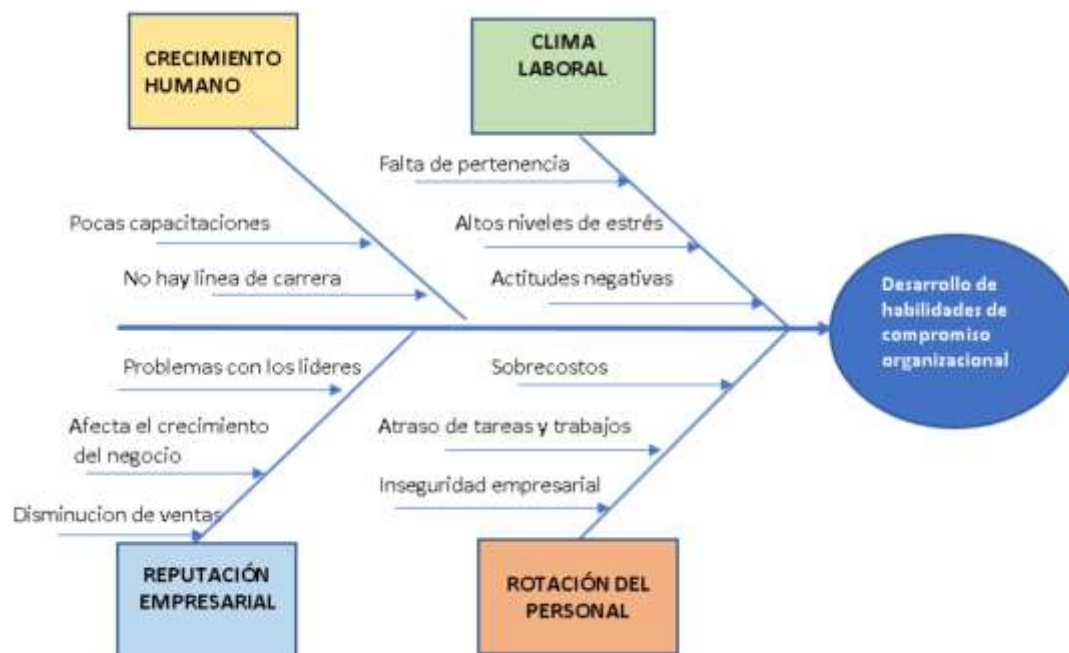 CRECIMIENTO
HUMANO
CLIMA
LABORAL
Falta de pertenencia
Pocas capacitaciones
Altos niveles de estrés
No hay linea de carrera
Actitudes negativas
Desarrollo de
habilidades de
compromiso
organizacional
Problemas con los lideres
Sobrecostos
Afecta el crecimiento
del negocio
Atraso de tareas y trabajos
Inseguridad empresarial
Disminucion de ventas
REPUTACIÓN
EMPRESARIAL
ROTACIÓN DEL
PERSONAL